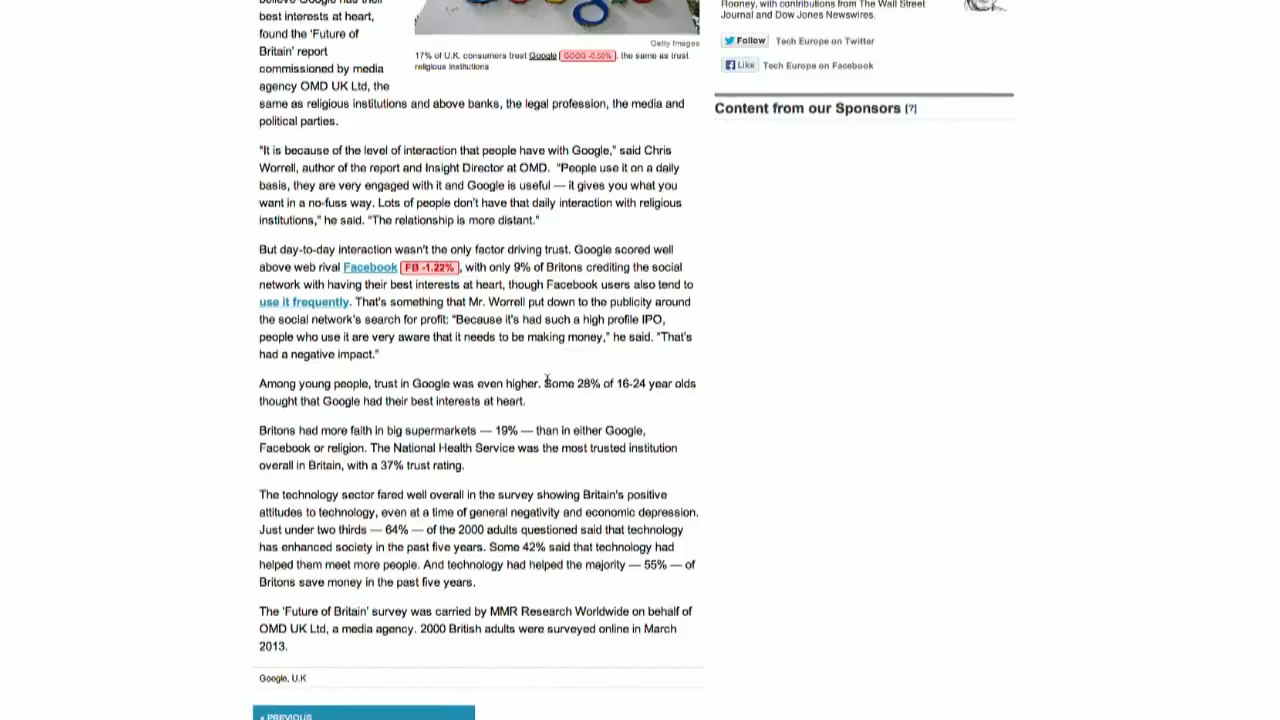 believe Google has their
best interests at heart,
found the 'Future of
Britain' report
commissioned by media
agency OMD UK Ltd, the
same as religious institutions and above banks, the legal profession, the media and
political parties.
Getty Images
17% of U.K. consumers trust Google GOOG -0.50%, the same as trust
religious institutions
"It is because of the level of interaction that people have with Google," said Chris
Worrell, author of the report and Insight Director at OMD. "People use it on a daily
basis, they are very engaged with it and Google is useful — it gives you what you
want in a no-fuss way. Lots of people don't have that daily interaction with religious
institutions," he said. "The relationship is more distant."
But day-to-day interaction wasn't the only factor driving trust. Google scored well
above web rival Facebook FB -1.22%, with only 9% of Britons crediting the social
network with having their best interests at heart, though Facebook users also tend to
use it frequently. That's something that Mr. Worrell put down to the publicity around
the social network's search for profit: "Because it's had such a high profile IPO,
people who use it are very aware that it needs to be making money," he said. "That's
had a negative impact."
Among young people, trust in Google was even higher. Some 28% of 16-24 year olds
thought that Google had their best interests at heart.
Britons had more faith in big supermarkets — 19% — than in either Google,
Facebook or religion. The National Health Service was the most trusted institution
overall in Britain, with a 37% trust rating.
The technology sector fared well overall in the survey showing Britain's positive
attitudes to technology, even at a time of general negativity and economic depression.
Just under two thirds — 64% — of the 2000 adults questioned said that technology
has enhanced society in the past five years. Some 42% said that technology had
helped them meet more people. And technology had helped the majority — 55% — of
Britons save money in the past five years.
The 'Future of Britain' survey was carried by MMR Research Worldwide on behalf of
OMD UK Ltd, a media agency. 2000 British adults were surveyed online in March
2013.
Google, U.K
« PREVIOUS
Rooney, with contributions from The Wall Street
Journal and Dow Jones Newswires.
Follow Tech Europe on Twitter
Like Tech Europe on Facebook
Content from our Sponsors [?]